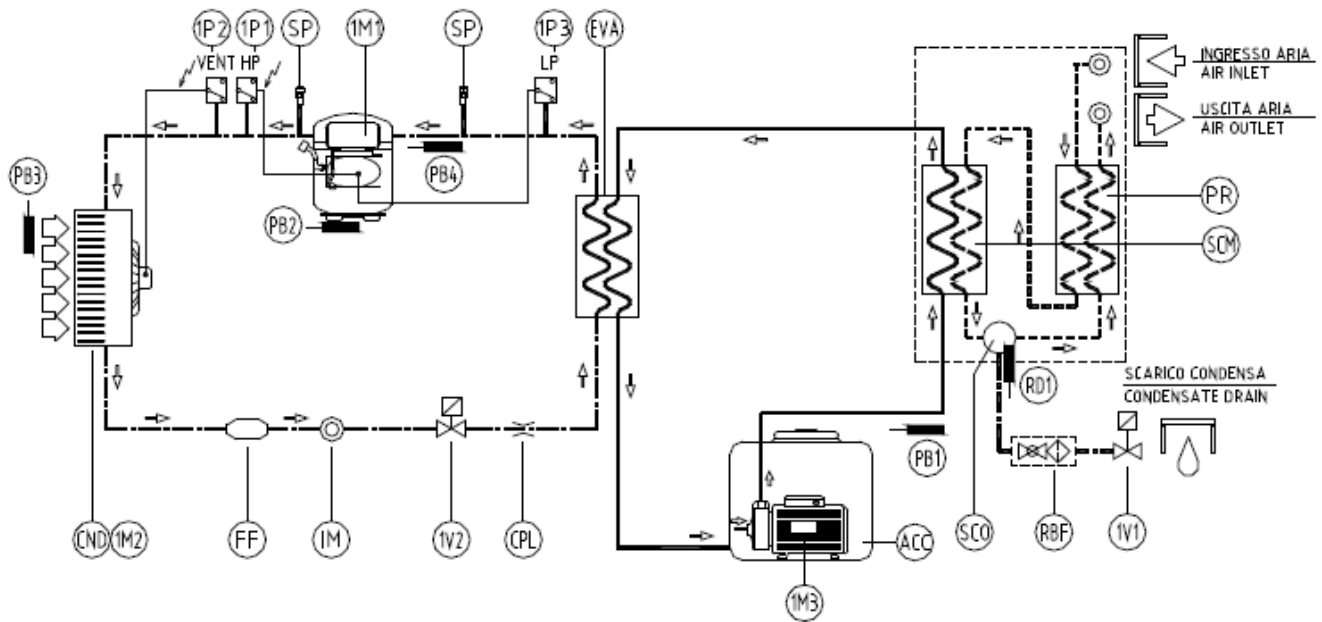 1P2
1P1
SP
1M1
SP
1P3
EVA
VENT
HP
LP
INGRESSO ARIA
AIR INLET
USCITA ARIA
AIR OUTLET
PB3
PB4
PB2
PR
SCM
RD1
SCARICO CONDENSA
CONDENSATE DRAIN
PB1
CND
1M2
FF
IM
1V2
CPL
ACC
SCO
RBF
1V1
1M3